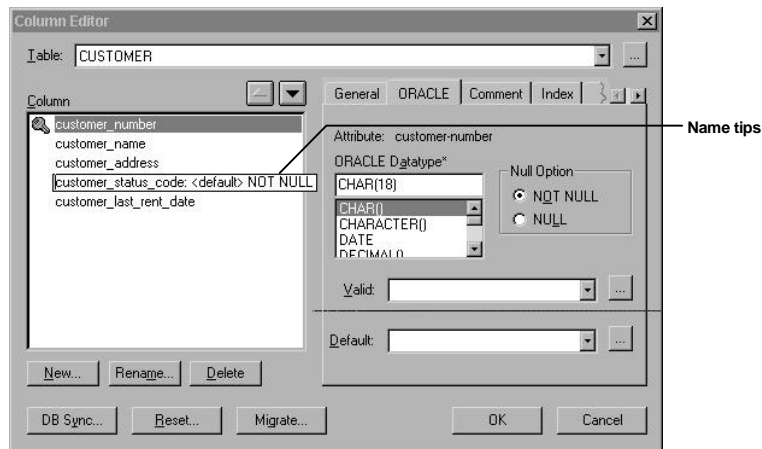 Column Editor
Table: CUSTOMER
...
Column
General ORACLE Comment Index
customer_number
customer_name
customer_address
customer_status_code: <default> NOT NULL
customer_last_rent_date
Attribute: customer-number
ORACLE Datatype*
CHAR(18)
CHAR()
CHARACTER()
DATE
DECIMAL()
Null Option
NOT NULL
NULL
Valid:
...
Default:
...
New... Rename... Delete
DB Sync... Reset... Migrate... OK Cancel
Name tips